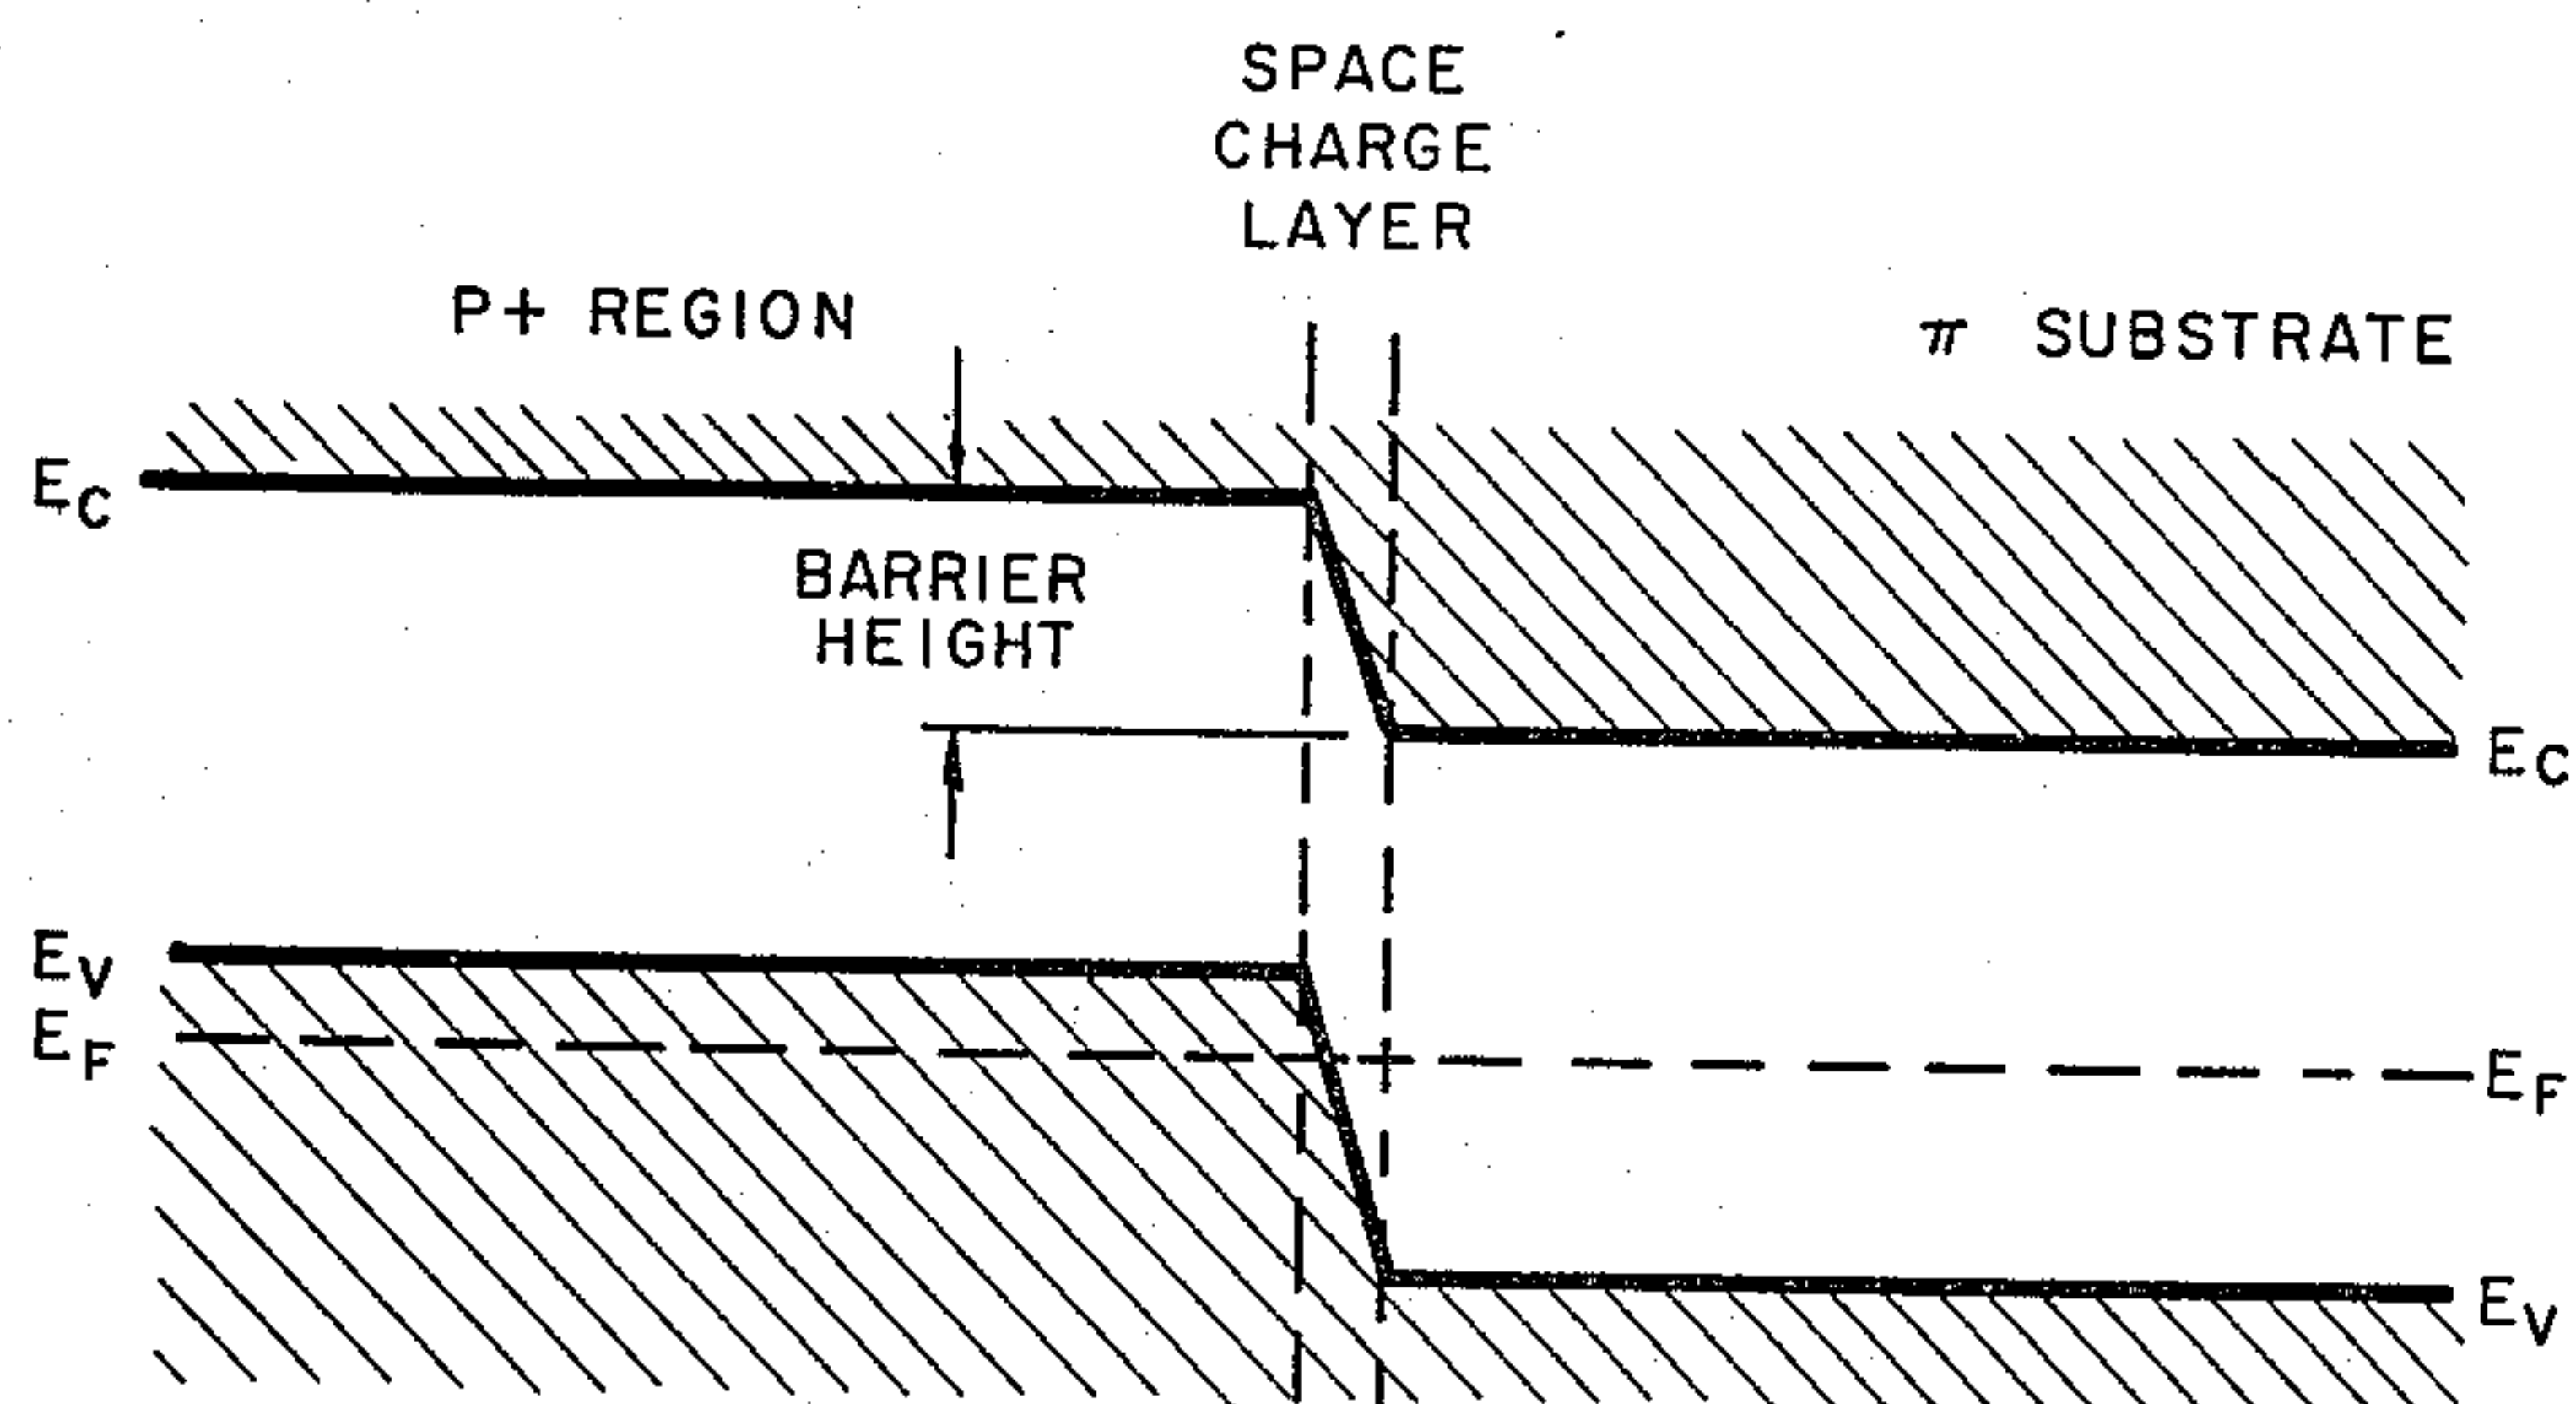 SPACE
CHARGE
LAYER
P+ REGION
π SUBSTRATE
EC
BARRIER
HEIGHT
EC
EV
EF
EF
EV